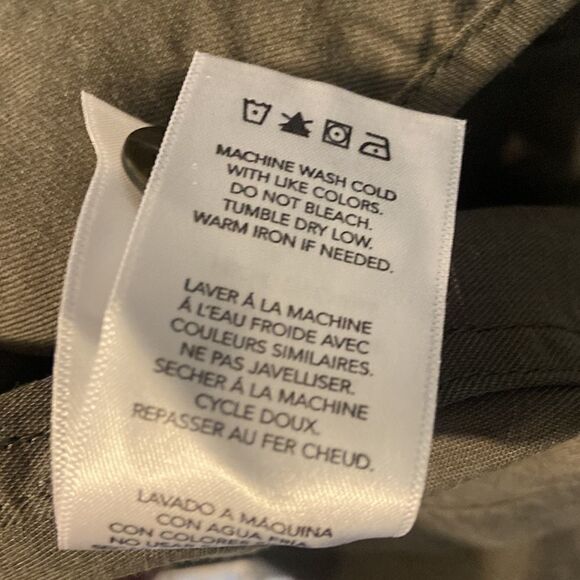 MACHINE WASH COLD
WITH LIKE COLORS.
DO NOT BLEACH.
TUMBLE DRY LOW.
WARM IRON IF NEEDED.
LAVER Á LA MACHINE
Á L'EAU FROIDE AVEC
COULEURS SIMILAIRES.
NE PAS JAVELLISER.
SECHER Á LA MACHINE
CYCLE DOUX.
REPASSER AU FER CHEUD.
LAVADO A MAQUINA
CON AGUA FRIA
CON COLORES
NO